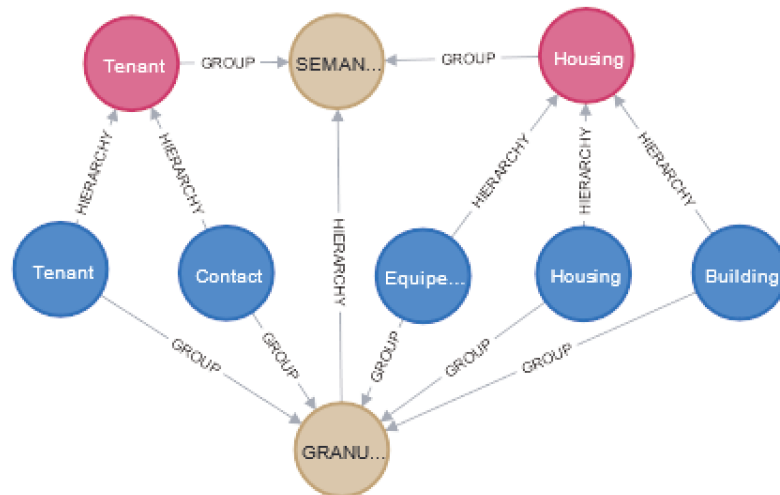 Tenant
GROUP
SEMAN...
GROUP
Housing
HIERARCHY
HIERARCHY
HIERARCHY
HIERARCHY
HIERARCHY
HIERARCHY
Tenant
Contact
Equipe...
Housing
Building
GROUP
GROUP
GROUP
GROUP
GROUP
GRANU...